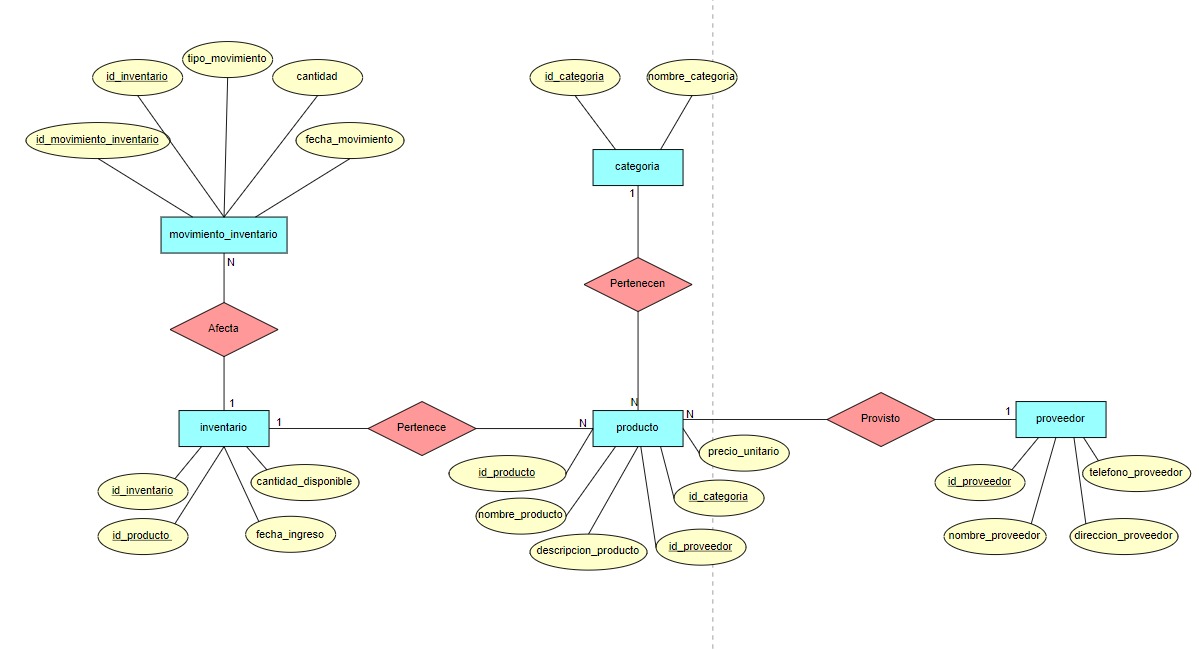 tipo_movimiento
id_inventario
cantidad
id_movimiento_inventario
fecha_movimiento
movimiento_inventario
N
Afecta
1
id_categoria
nombre_categoria
categoria
1
Pertenecen
N
inventario
1
Pertenece
N
producto
N
Provisto
1
proveedor
id_inventario
cantidad_disponible
id_producto
fecha_ingreso
id_producto
precio_unitario
nombre_producto
id_categoria
descripcion_producto
id_proveedor
id_proveedor
telefono_proveedor
nombre_proveedor
direccion_proveedor